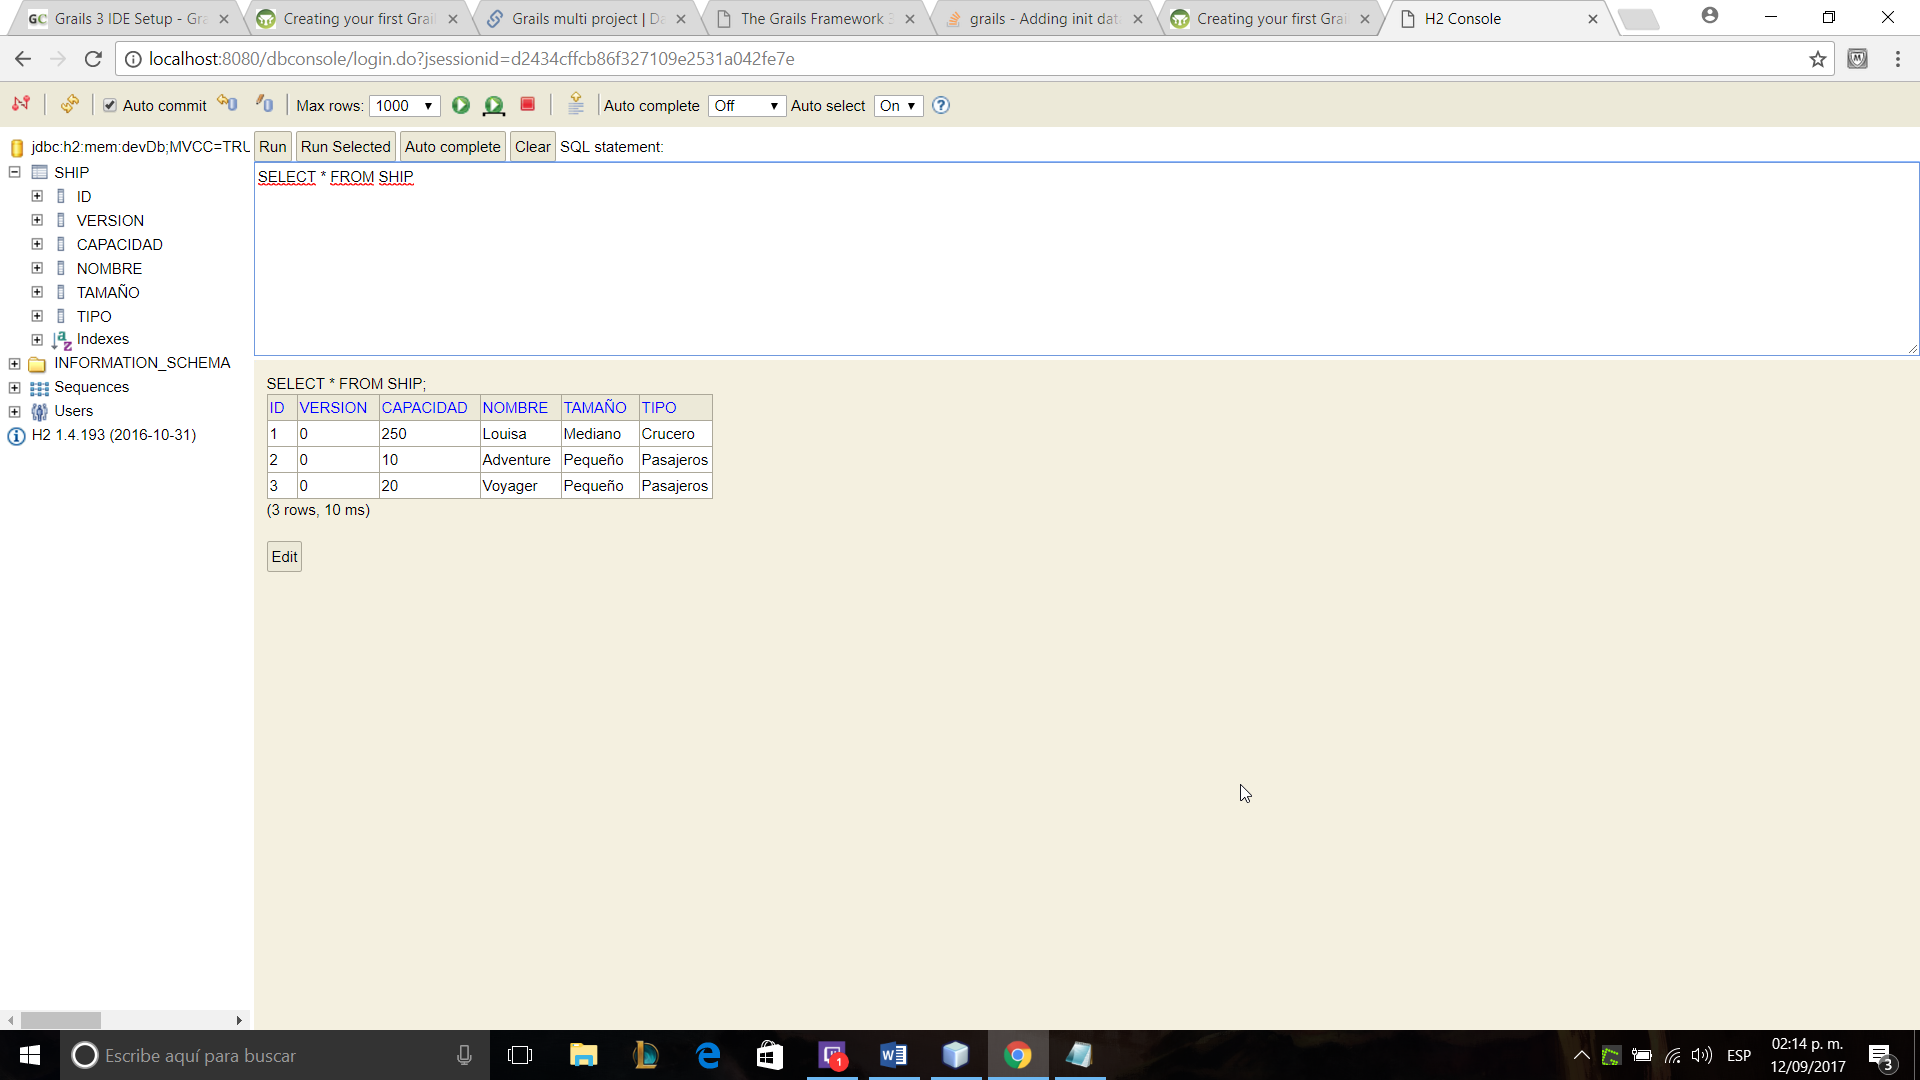 Grails 3 IDE Setup - Gra
Creating your first Grail
Grails multi project | Da
The Grails Framework 3
grails - Adding init data
Creating your first Grai
H2 Console
localhost:8080/dbconsole/login.do?jsessionid=d2434cffcb86f327109e2531a042fe7e
Auto commit
Max rows: 1000
Auto complete Off
Auto select On
jdbc:h2:mem:devDb;MVCC=TRU
SHIP
ID
VERSION
CAPACIDAD
NOMBRE
TAMAÑO
TIPO
Indexes
INFORMATION_SCHEMA
Sequences
Users
H2 1.4.193 (2016-10-31)
Run Run Selected Auto complete Clear SQL statement:
SELECT * FROM SHIP
SELECT * FROM SHIP;
ID VERSION CAPACIDAD NOMBRE TAMAÑO TIPO
1 0 250 Louisa Mediano Crucero
2 0 10 Adventure Pequeño Pasajeros
3 0 20 Voyager Pequeño Pasajeros
(3 rows, 10 ms)
Edit
Escribe aquí para buscar
1
ESP
02:14 p. m.
12/09/2017
3